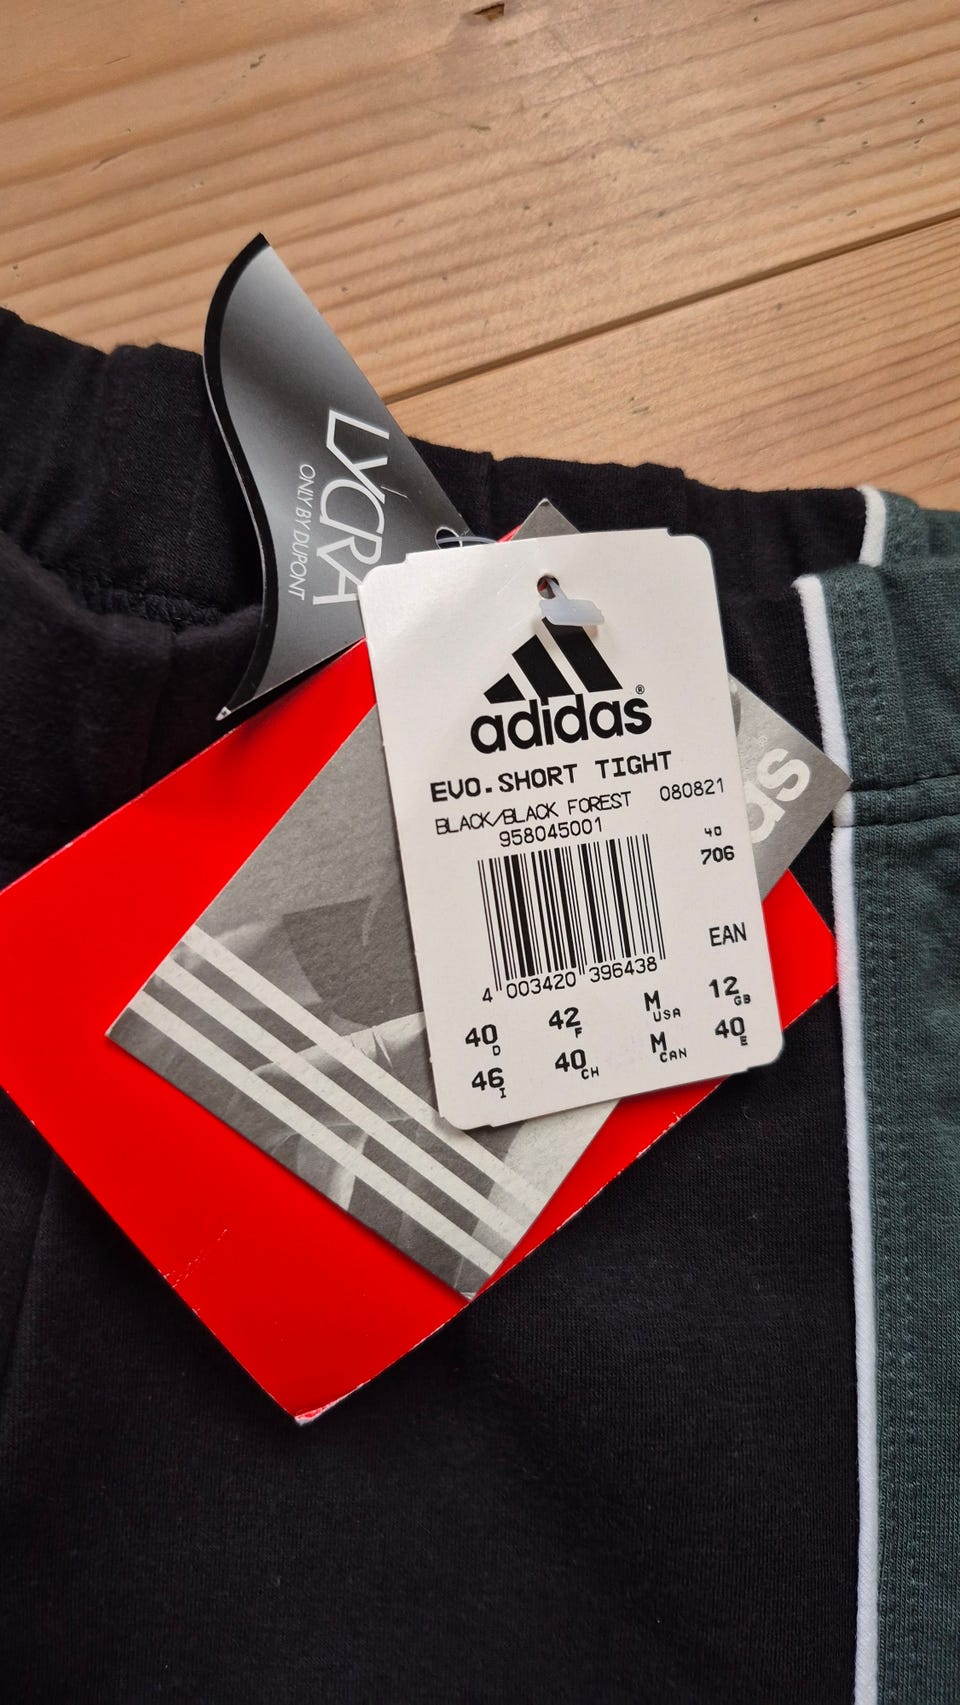 LYCRA
ONLY BY DUPONT
adidas®
EVO.SHORT TIGHT
BLACK/BLACK FOREST 080821
958045001
40
706
EAN
4 003420 396438
40 D 42 F M USA 12 GB
46 I 40 CH M CAN 40 E